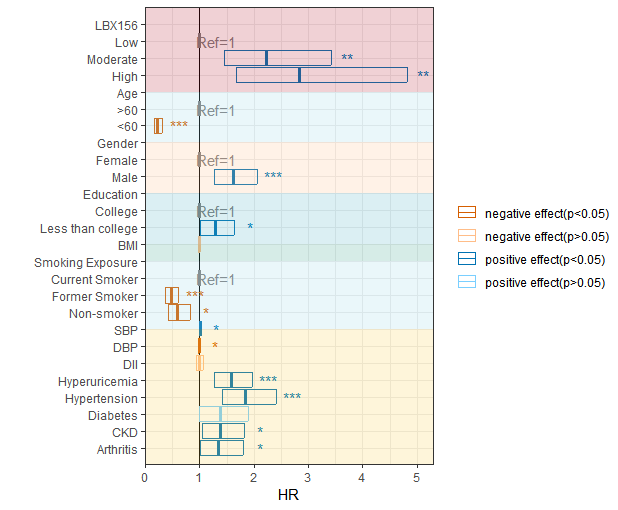 LBX156
Low Ref=1
Moderate **
High **
Age
>60 Ref=1
<60 ***
Gender
Female Ref=1
Male ***
Education
College Ref=1
Less than college *
BMI
Smoking Exposure
Current Smoker Ref=1
Former Smoker ***
Non-smoker *
SBP *
DBP *
DII
Hyperuricemia ***
Hypertension ***
Diabetes
CKD *
Arthritis *
0 1 2 3 4 5
HR
negative effect(p<0.05)
negative effect(p>0.05)
positive effect(p<0.05)
positive effect(p>0.05)